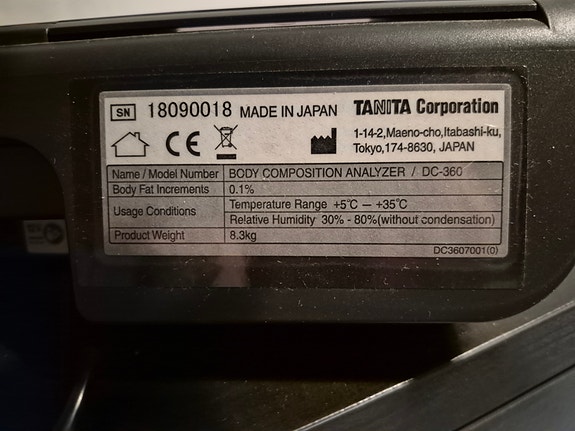 SN 18090018 MADE IN JAPAN TANITA Corporation
CE
1-14-2,Maeno-cho,Itabashi-ku,
Tokyo,174-8630, JAPAN
Name / Model Number BODY COMPOSITION ANALYZER / DC-360
Body Fat Increments 0.1%
Usage Conditions Temperature Range +5℃ — +35℃
Relative Humidity 30% - 80%(without condensation)
Product Weight 8.3kg
DC3607001(0)